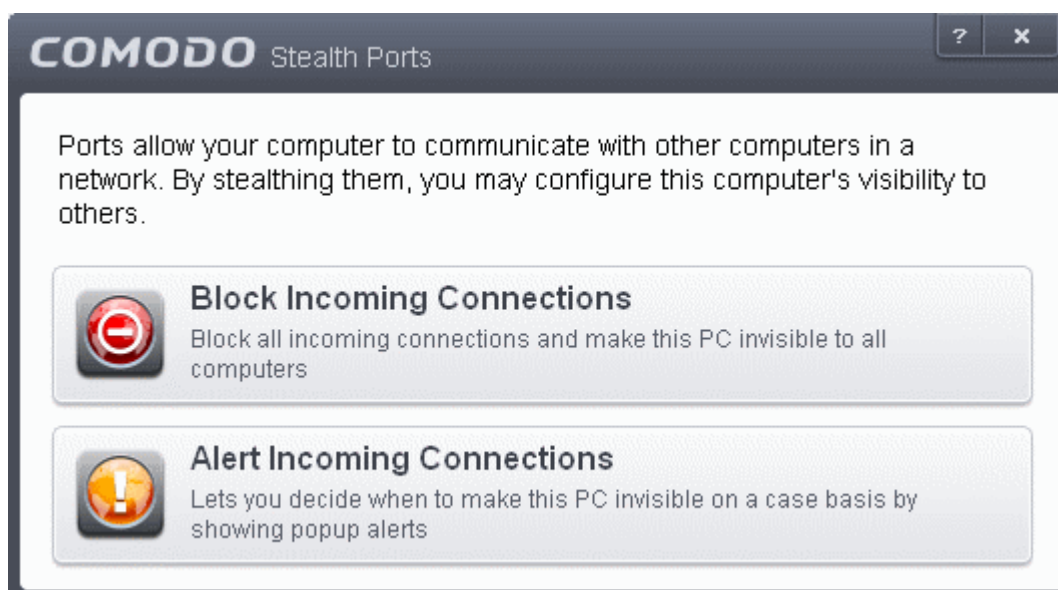 COMODO Stealth Ports
? ×
Ports allow your computer to communicate with other computers in a
network. By stealthing them, you may configure this computer's visibility to
others.
Block Incoming Connections
Block all incoming connections and make this PC invisible to all
computers
Alert Incoming Connections
Lets you decide when to make this PC invisible on a case basis by
showing popup alerts